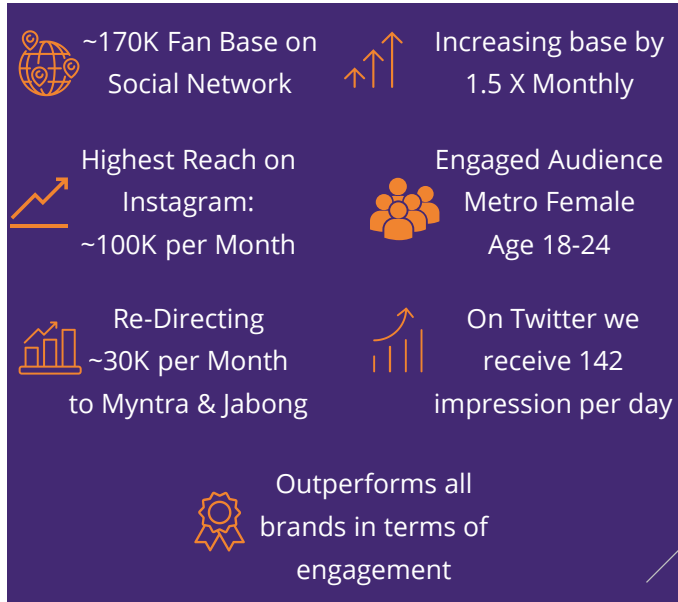 ~170K Fan Base on
Social Network
Increasing base by
1.5 X Monthly
Highest Reach on
Instagram:
~100K per Month
Engaged Audience
Metro Female
Age 18-24
Re-Directing
~30K per Month
to Myntra & Jabong
On Twitter we
receive 142
impression per day
Outperforms all
brands in terms of
engagement